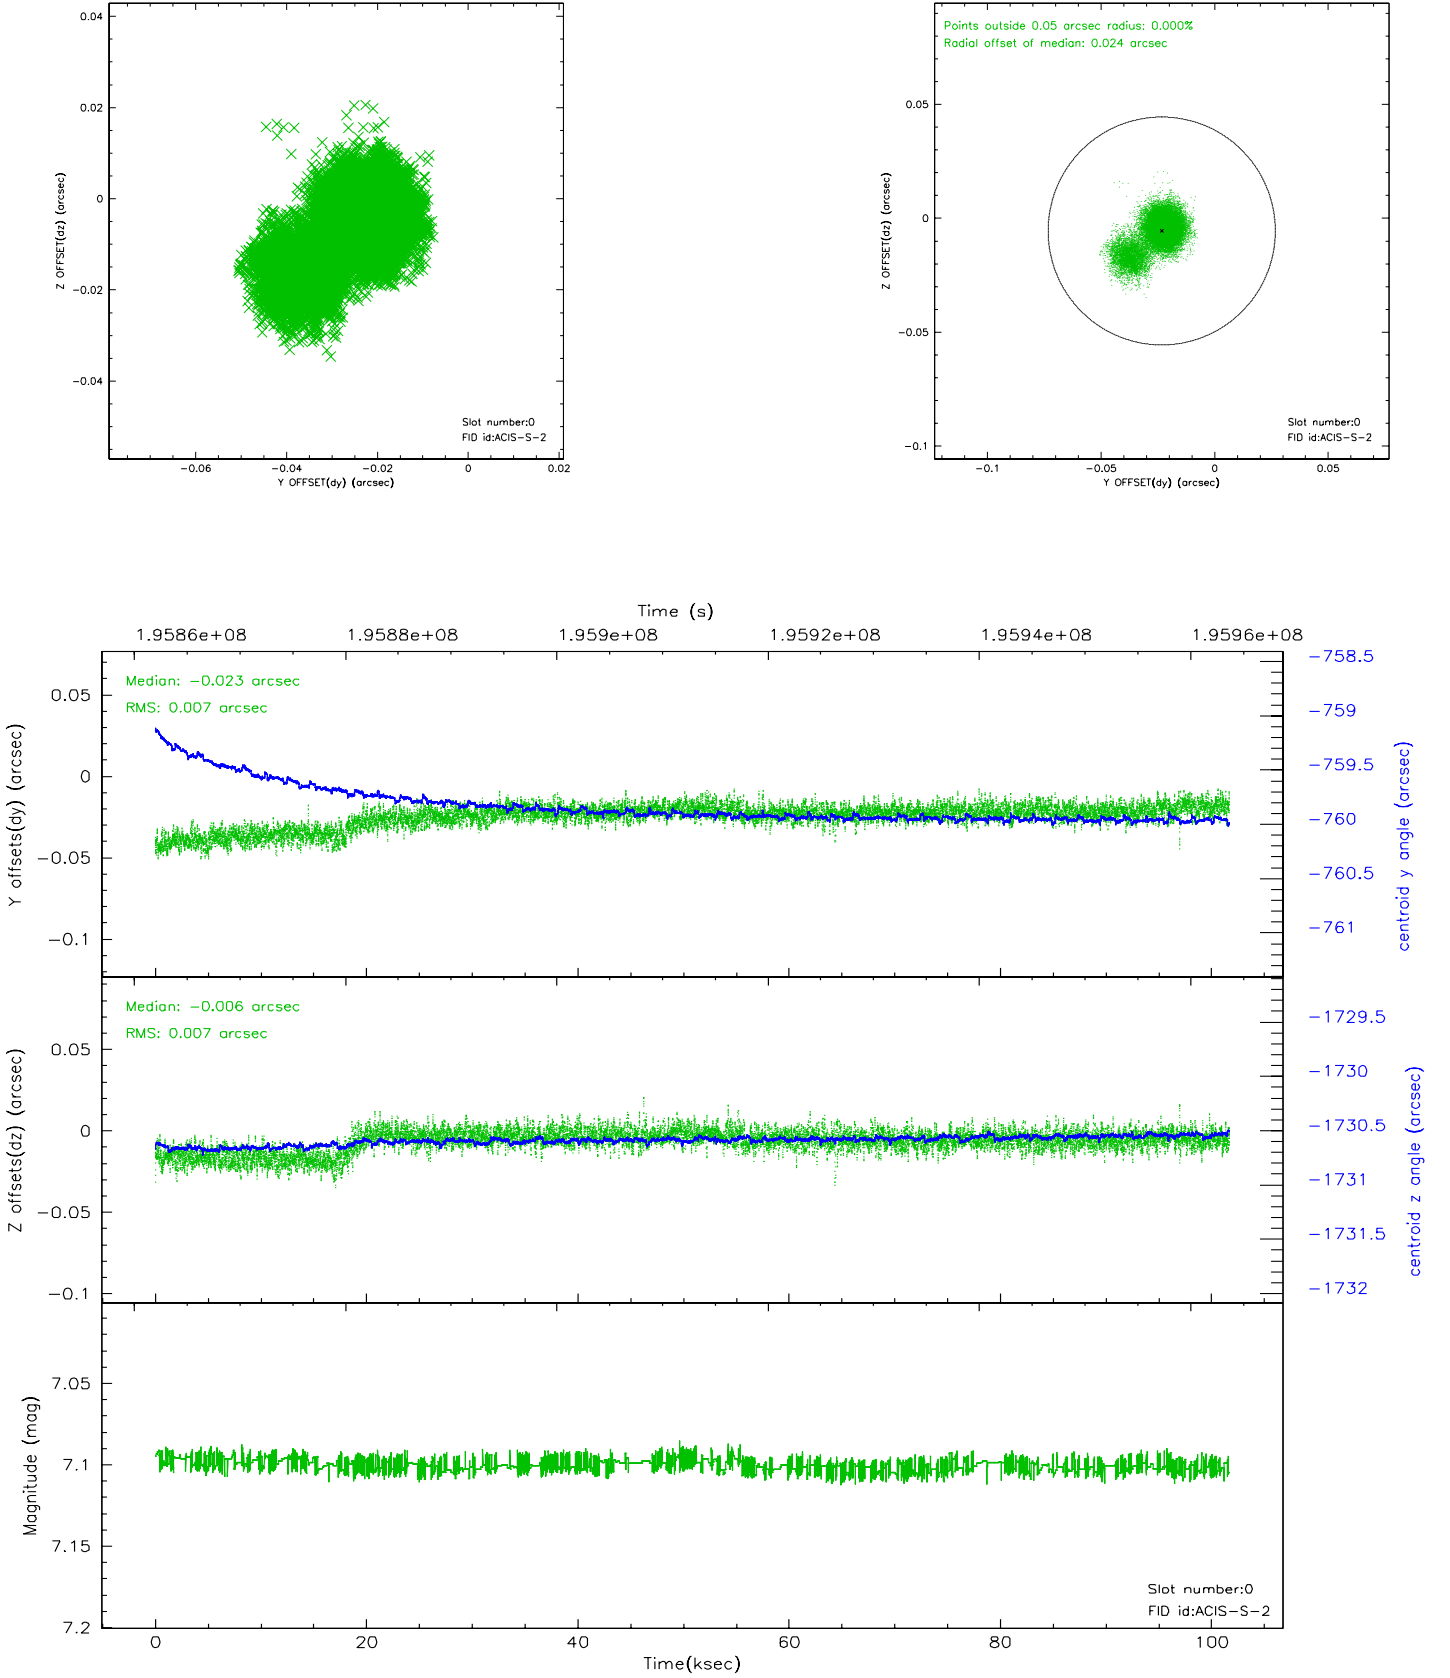 0.04
0.02
0
−0.02
−0.04
Z OFFSET(dz) (arcsec)
Slot number:0
FID id:ACIS−S−2
−0.06
−0.04
−0.02
0
0.02
Y OFFSET(dy) (arcsec)
Points outside 0.05 arcsec radius: 0.000%
Radial offset of median: 0.024 arcsec
0.05
0
−0.05
−0.1
Z OFFSET(dz) (arcsec)
Slot number:0
FID id:ACIS−S−2
−0.1
−0.05
0
0.05
Y OFFSET(dy) (arcsec)
Time (s)
1.9586e+08
1.9588e+08
1.959e+08
1.9592e+08
1.9594e+08
1.9596e+08
Median: −0.023 arcsec
RMS: 0.007 arcsec
0.05
0
−0.05
−0.1
Y offsets(dy) (arcsec)
−758.5
−759
−759.5
−760
−760.5
−761
centroid y angle (arcsec)
Median: −0.006 arcsec
RMS: 0.007 arcsec
0.05
0
−0.05
−0.1
Z offsets(dz) (arcsec)
−1729.5
−1730
−1730.5
−1731
−1731.5
−1732
centroid z angle (arcsec)
7.05
7.1
7.15
7.2
Magnitude (mag)
Slot number:0
FID id:ACIS−S−2
0
20
40
60
80
100
Time(ksec)